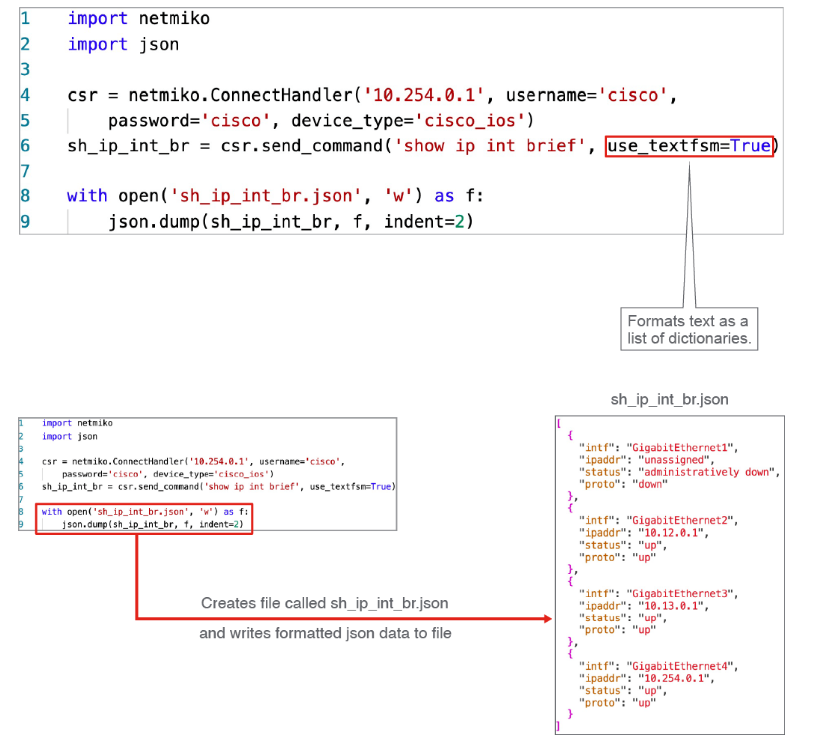 1 import netmiko
2 import json
3
4 csr = netmiko.ConnectHandler('10.254.0.1', username='cisco',
5 password='cisco', device_type='cisco_ios')
6 sh_ip_int_br = csr.send_command('show ip int brief', use_textfsm=True)
7
8 with open('sh_ip_int_br.json', 'w') as f:
9 json.dump(sh_ip_int_br, f, indent=2)
Formats text as a
list of dictionaries.
1 import netmiko
2 import json
3
4 csr = netmiko.ConnectHandler('10.254.0.1', username='cisco',
5 password='cisco', device_type='cisco_ios')
6 sh_ip_int_br = csr.send_command('show ip int brief', use_textfsm=True)
7
8 with open('sh_ip_int_br.json', 'w') as f:
9 json.dump(sh_ip_int_br, f, indent=2)
Creates file called sh_ip_int_br.json
and writes formatted json data to file
sh_ip_int_br.json
[
{
"intf": "GigabitEthernet1",
"ipaddr": "unassigned",
"status": "administratively down",
"proto": "down"
},
{
"intf": "GigabitEthernet2",
"ipaddr": "10.12.0.1",
"status": "up",
"proto": "up"
},
{
"intf": "GigabitEthernet3",
"ipaddr": "10.13.0.1",
"status": "up",
"proto": "up"
},
{
"intf": "GigabitEthernet4",
"ipaddr": "10.254.0.1",
"status": "up",
"proto": "up"
}
]